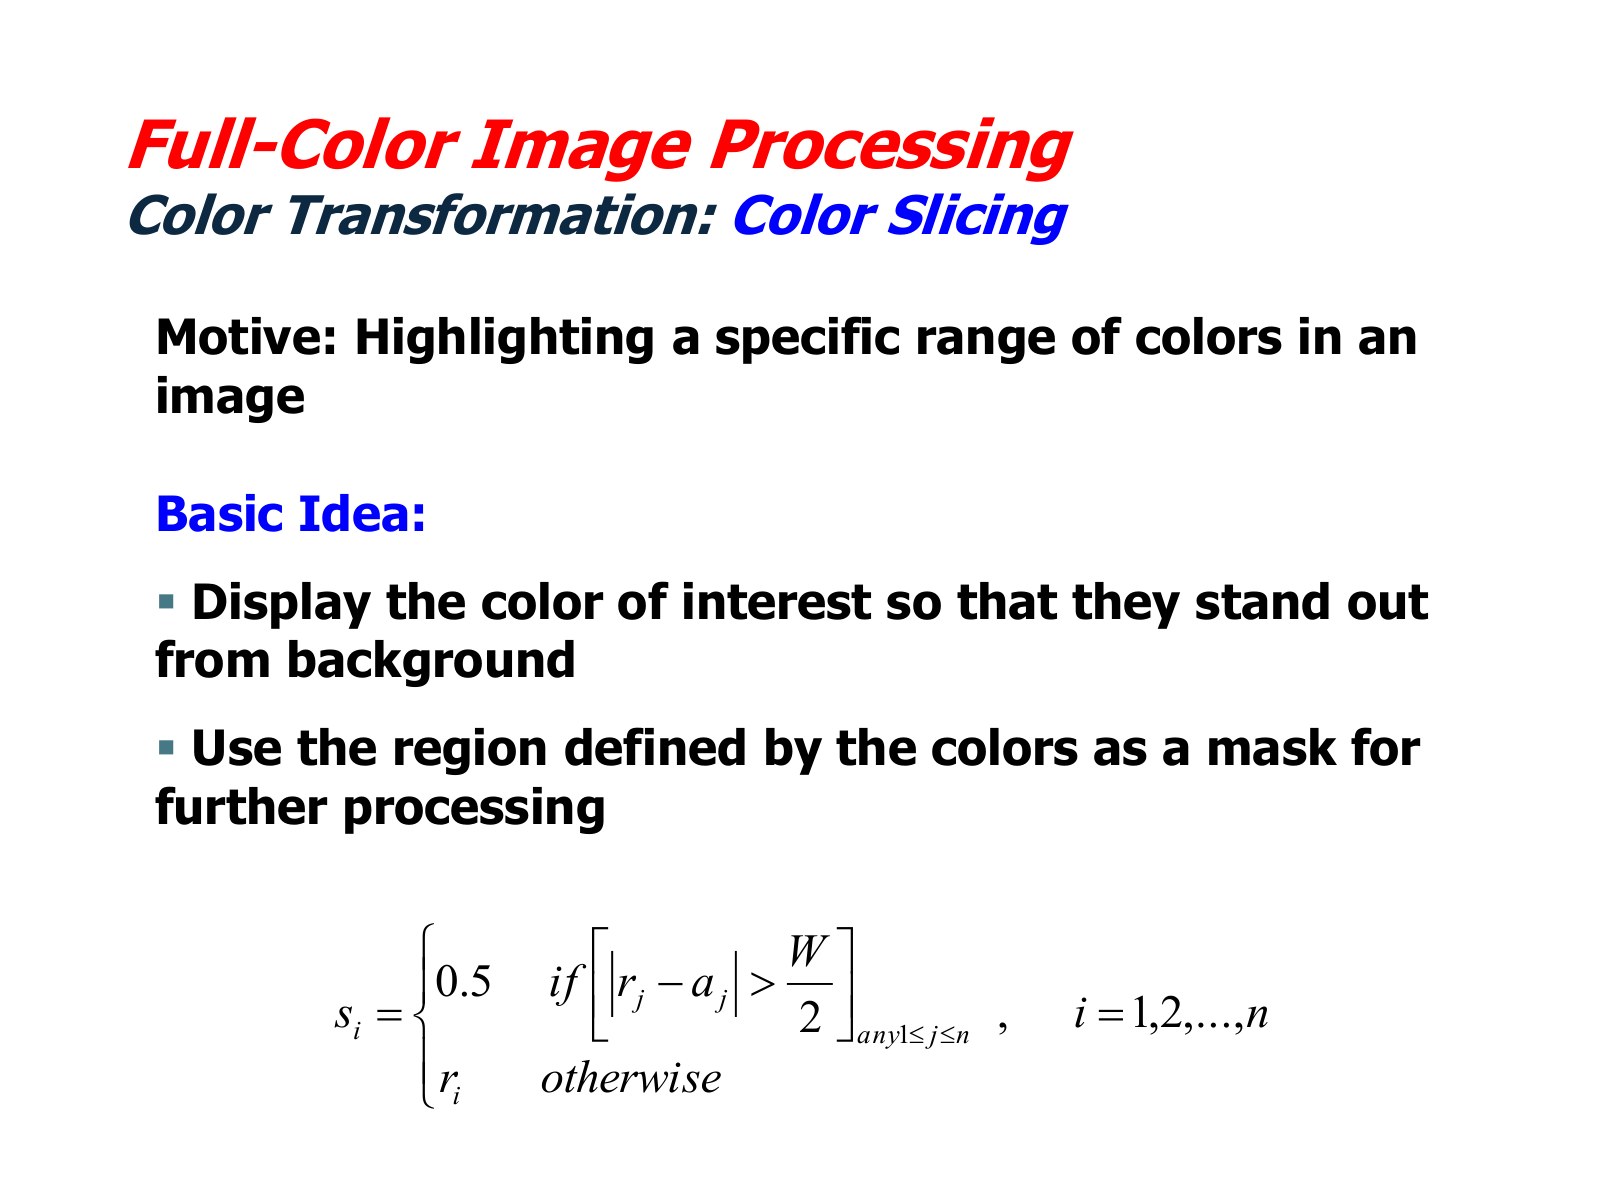 Full-Color Image Processing
Color Transformation: Color Slicing
Motive: Highlighting a specific range of colors in an
image
Basic Idea:
▪ Display the color of interest so that they stand out
from background
▪ Use the region defined by the colors as a mask for
further processing
s_i = { 0.5 if [ |r_j − a_j| > W/2 ]_{any 1≤ j ≤n} , i = 1,2,...,n
r_i otherwise